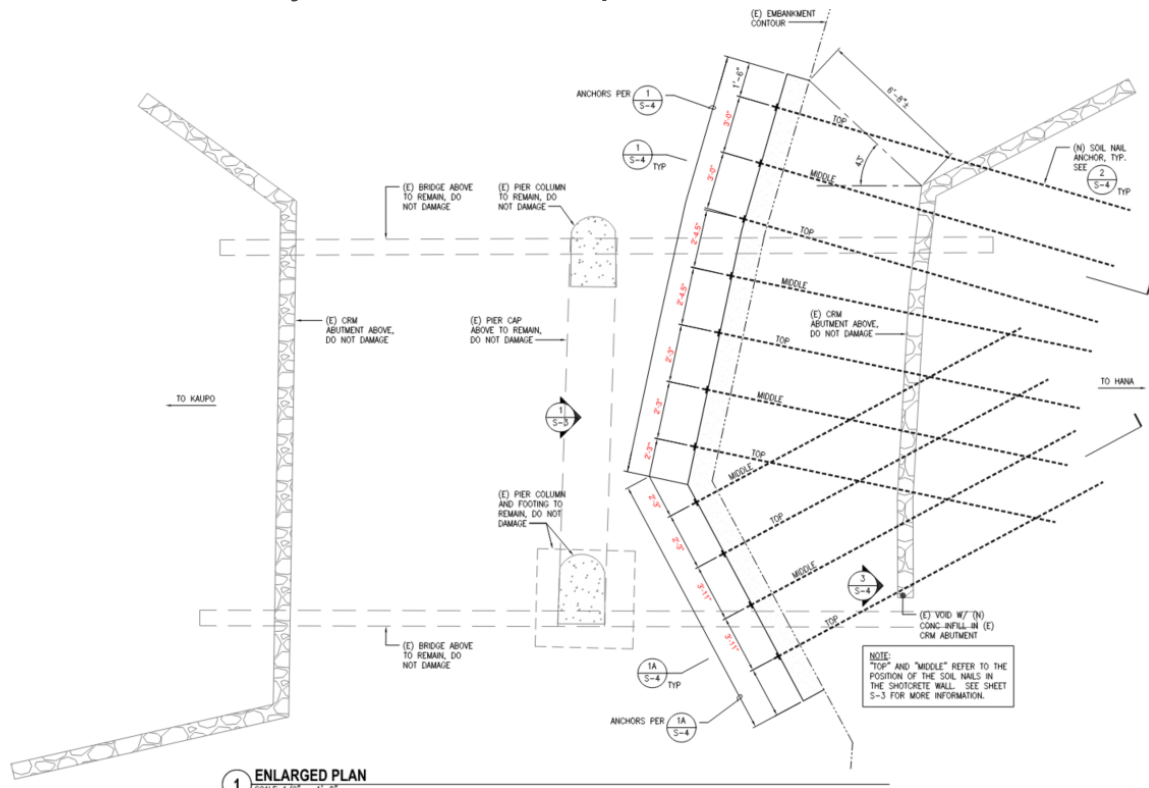 (E) EMBANKMENT
CONTOUR
1'-6"
6'-8"±
ANCHORS PER
1
S-4
3'-0"
TOP
1
S-4
TYP
43°
(N) SOIL NAIL
ANCHOR, TYP.
SEE
2
S-4
TYP
3'-0"
MIDDLE
(E) BRIDGE ABOVE
TO REMAIN, DO
NOT DAMAGE
(E) PIER COLUMN
TO REMAIN, DO
NOT DAMAGE
2'-4.5"
TOP
2'-4.5"
MIDDLE
(E) CRM
ABUTMENT ABOVE,
DO NOT DAMAGE
(E) PIER CAP
ABOVE TO REMAIN,
DO NOT DAMAGE
(E) CRM
ABUTMENT ABOVE,
DO NOT DAMAGE
2'-3"
TOP
TO KAUPO
TO HANA
2'-3"
MIDDLE
1
S-3
2'-3"
TOP
MIDDLE
(E) PIER COLUMN
AND FOOTING TO
REMAIN, DO NOT
DAMAGE
2'-5"
TOP
2'-5"
MIDDLE
3'-11"
TOP
3'-11"
3
S-4
(E) VOID W/ (N)
CONC INFILL IN (E)
CRM ABUTMENT
(E) BRIDGE ABOVE
TO REMAIN, DO
NOT DAMAGE
1A
S-4
TYP
NOTE:
"TOP" AND "MIDDLE" REFER TO THE
POSITION OF THE SOIL NAILS IN
THE SHOTCRETE WALL. SEE SHEET
S-3 FOR MORE INFORMATION.
ANCHORS PER
1A
S-4
1
ENLARGED PLAN